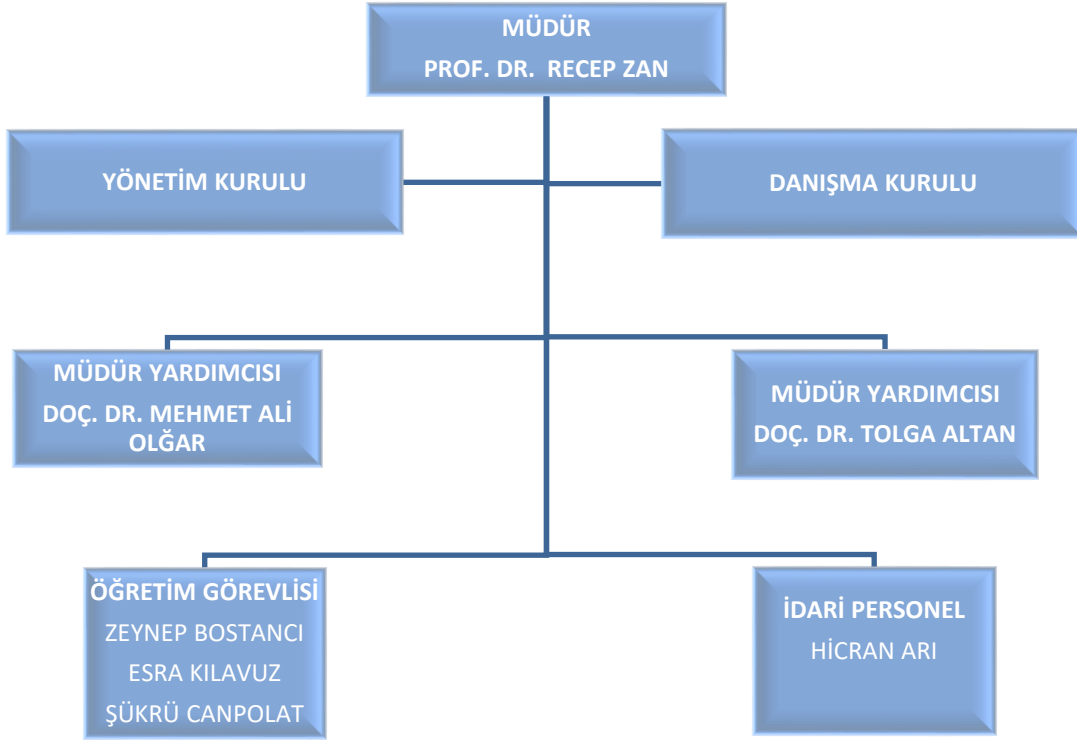 MÜDÜR
PROF. DR. RECEP ZAN
YÖNETİM KURULU
DANIŞMA KURULU
MÜDÜR YARDIMCISI
DOÇ. DR. MEHMET ALİ
OLĞAR
MÜDÜR YARDIMCISI
DOÇ. DR. TOLGA ALTAN
ÖĞRETİM GÖREVLİSİ
ZEYNEP BOSTANCI
ESRA KILAVUZ
ŞÜKRÜ CANPOLAT
İDARİ PERSONEL
HİCRAN ARI